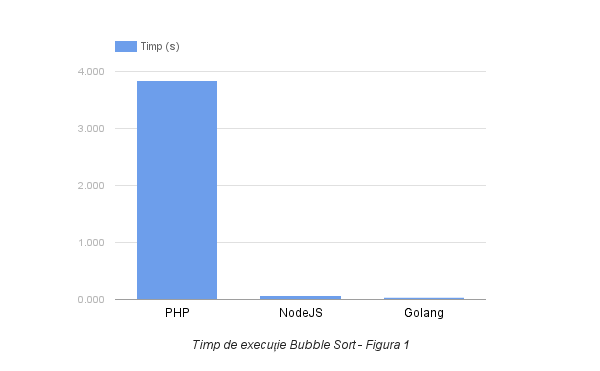 Timp (s)
4.000
3.000
2.000
1.000
0.000
PHP NodeJS Golang
Timp de execuție Bubble Sort - Figura 1